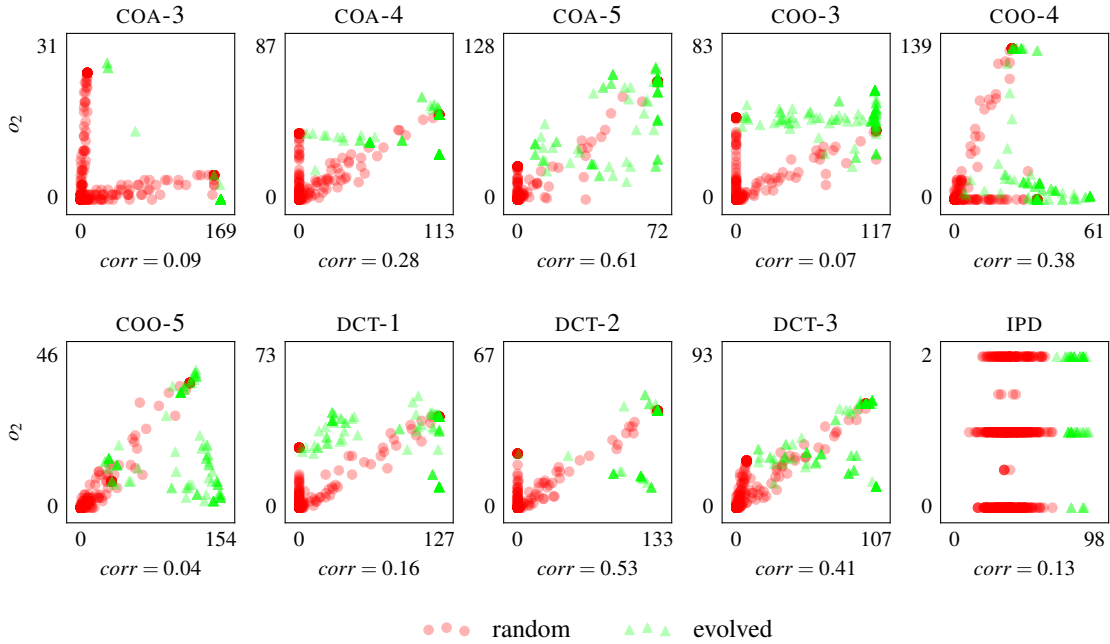 COA-3 COA-4 COA-5 COO-3 COO-4
31 87 128 83 139
o₂
0 0 0 0 0
0 169 0 113 0 72 0 117 0 61
corr = 0.09 corr = 0.28 corr = 0.61 corr = 0.07 corr = 0.38
COO-5 DCT-1 DCT-2 DCT-3 IPD
46 73 67 93 2
o₂
0 0 0 0 0
0 154 0 127 0 133 0 107 0 98
corr = 0.04 corr = 0.16 corr = 0.53 corr = 0.41 corr = 0.13
random evolved